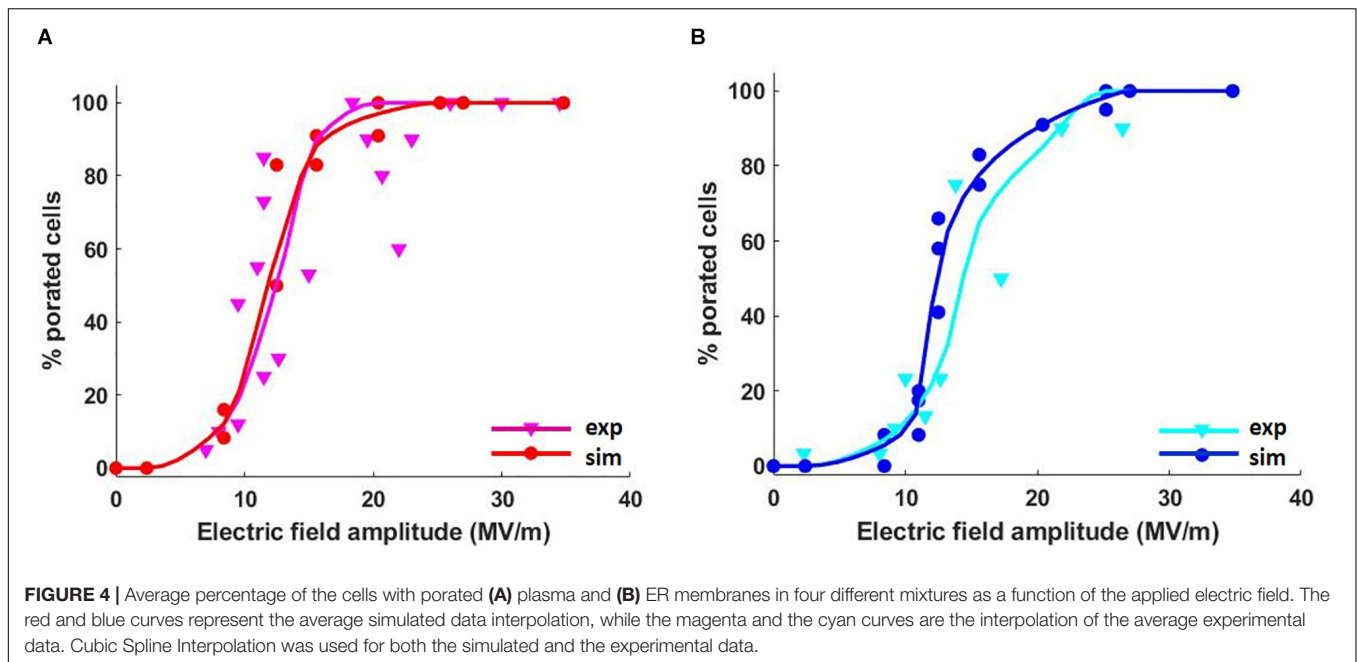 A
B
100
80
60
40
20
0
% porated cells
0 10 20 30 40
Electric field amplitude (MV/m)
exp
sim
100
80
60
40
20
0
% porated cells
0 10 20 30 40
Electric field amplitude (MV/m)
exp
sim
FIGURE 4 | Average percentage of the cells with porated (A) plasma and (B) ER membranes in four different mixtures as a function of the applied electric field. The
red and blue curves represent the average simulated data interpolation, while the magenta and the cyan curves are the interpolation of the average experimental
data. Cubic Spline Interpolation was used for both the simulated and the experimental data.